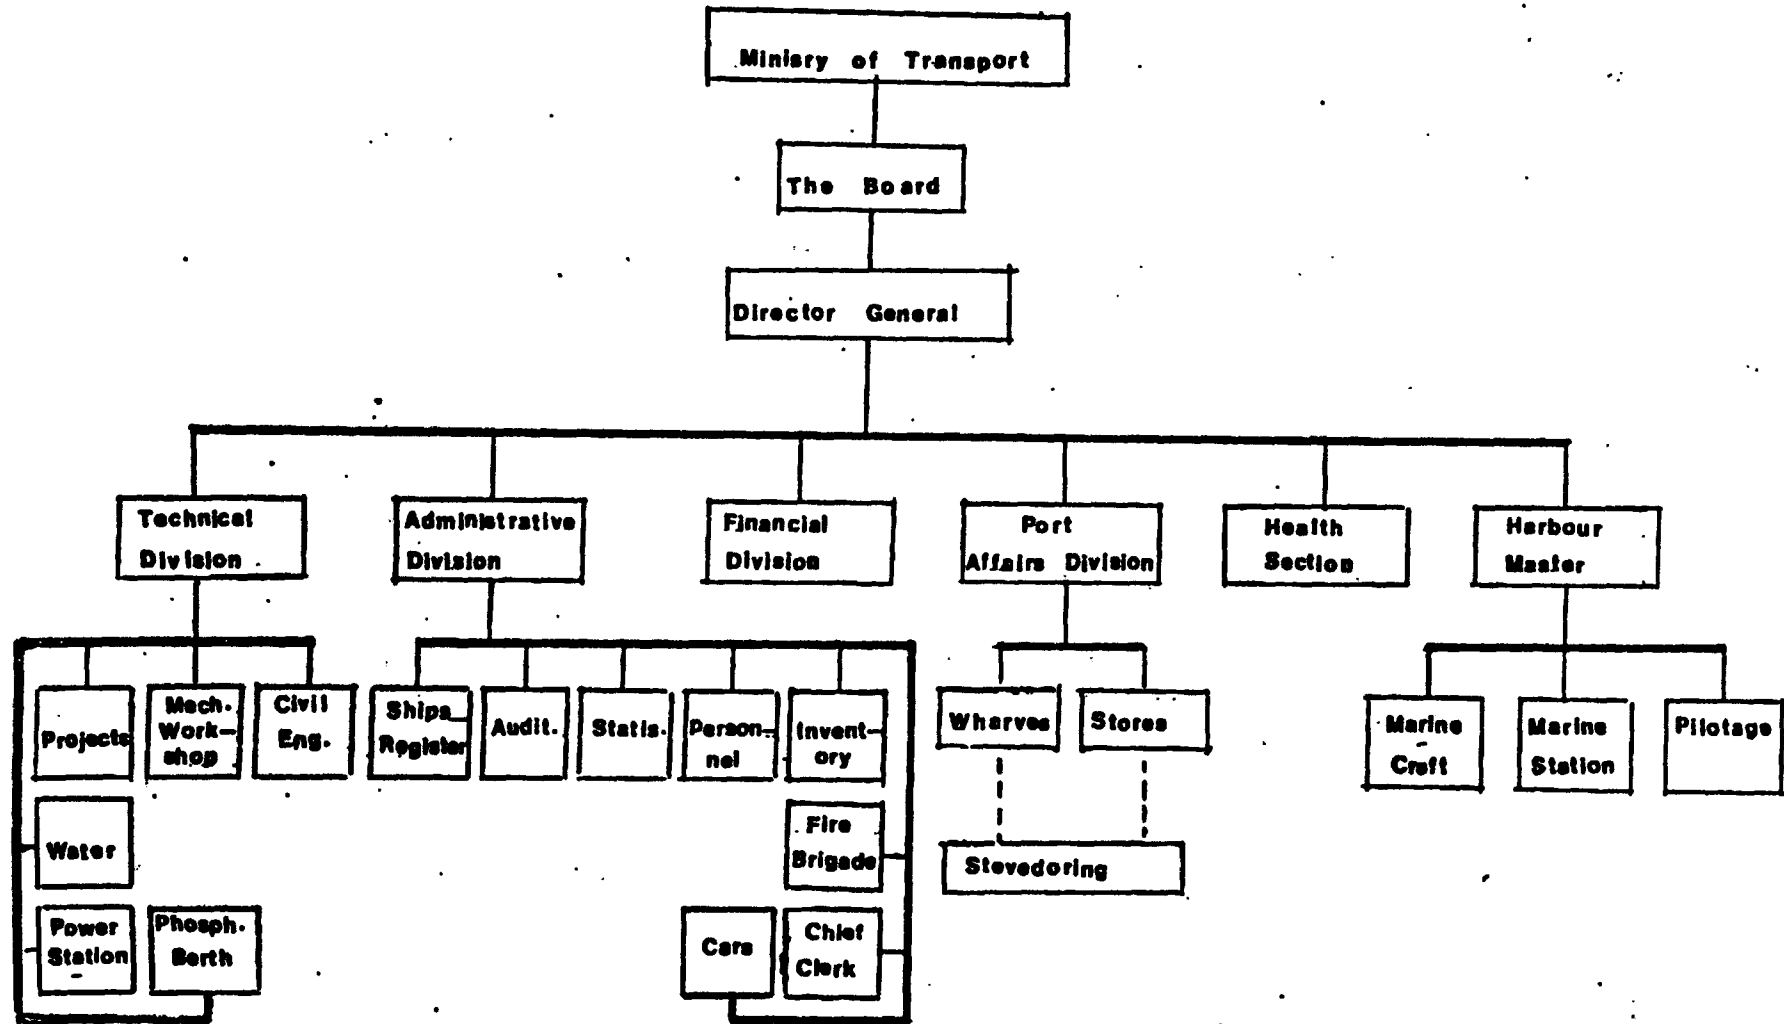 Minisry of Transport
The Board
Director General
Technical
Division
Administrative
Division
Financial
Division
Port
Affairs Division
Health
Section
Harbour
Master
Projects
Mech.
Work-
shop
Civil
Eng.
Ships
Register
Audit.
Statis.
Person-
nel
Invent-
ory
Wharves
Stores
Marine
Craft
Marine
Station
Pilotage
Water
Fire
Brigade
Stevedoring
Power
Station
Phosph.
Berth
Cars
Chief
Clerk